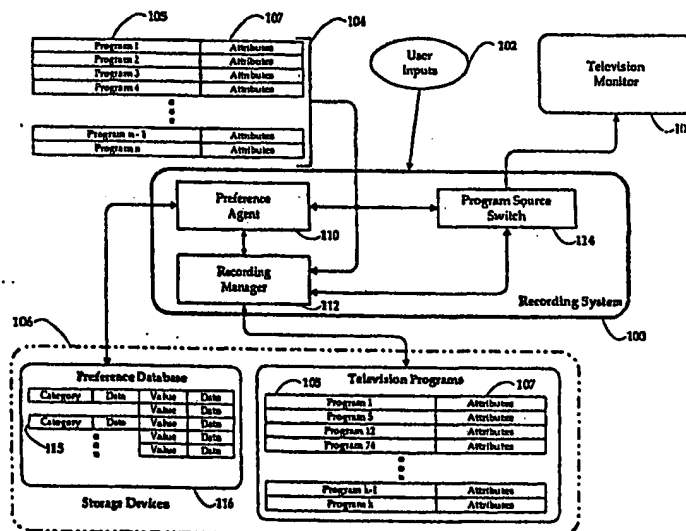 105
107
104
Program 1 Attributes
Program 2 Attributes
Program 3 Attributes
Program 4 Attributes
Program n-1 Attributes
Program n Attributes
User
Inputs
102
Television
Monitor
Preference
Agent
110
Program Source
Switch
114
Recording
Manager
112
Recording System
100
106
Preference Database
Category Data Value Data
Value Data
Category Data Value Data
Value Data
Value Data
115
Storage Devices
116
Television Programs
105
107
Program 1 Attributes
Program 5 Attributes
Program 12 Attributes
Program 74 Attributes
Program k-1 Attributes
Program k Attributes